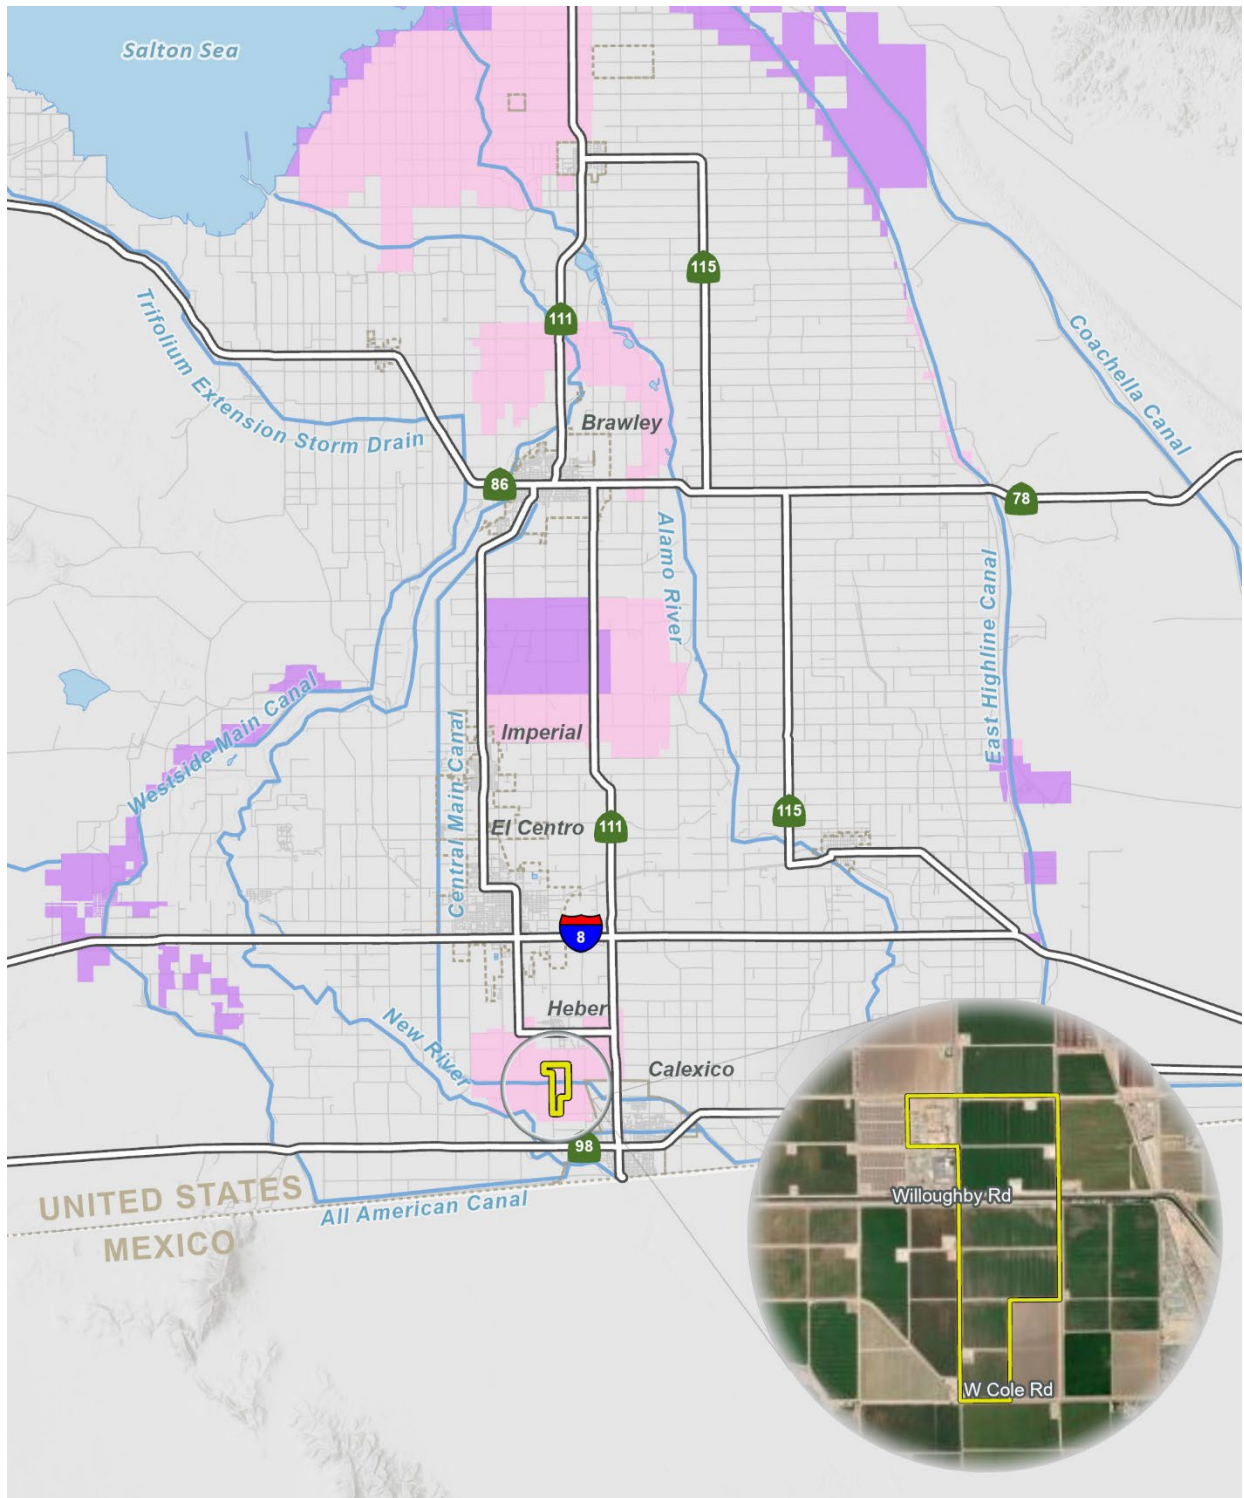 Salton Sea
115
111
Trifolium Extension Storm Drain
Coachella Canal
Brawley
86
78
Alamo River
East Highline Canal
Westside Main Canal
Central Main Canal
Imperial
El Centro
111
115
8
Heber
New River
Calexico
98
UNITED STATES
MEXICO
All American Canal
Willoughby Rd
W Cole Rd